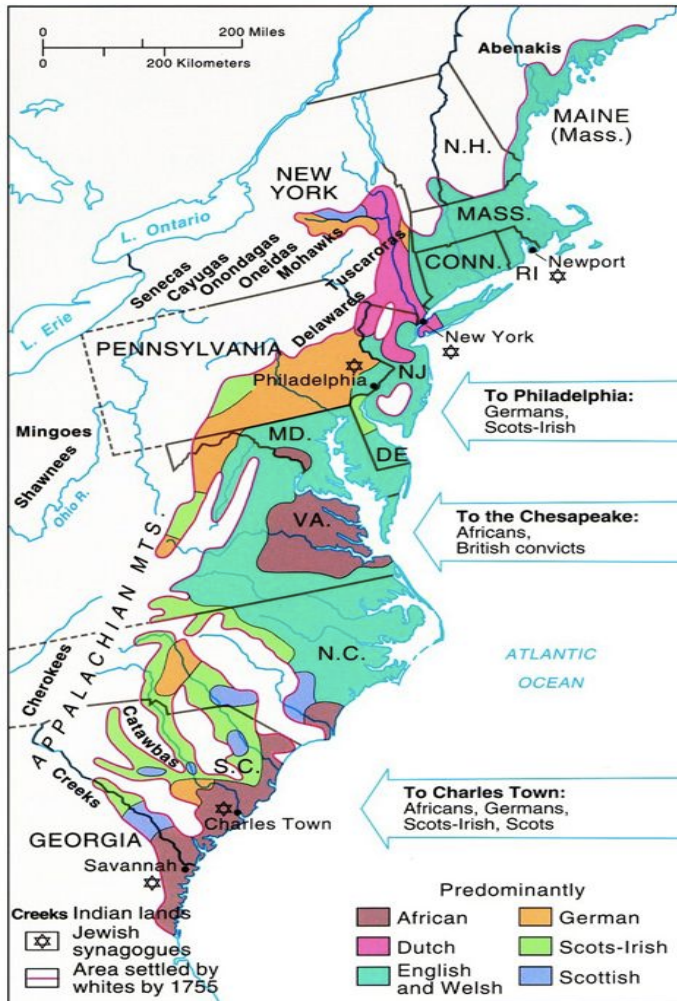 0 200 Miles
0 200 Kilometers
Abenakis
MAINE
(Mass.)
N.H.
NEW
YORK
MASS.
L. Ontario
Senecas
Cayugas
Onondagas
Oneidas
Mohawks
Tuscaroras
CONN.
RI
Newport
L. Erie
Delawares
New York
PENNSYLVANIA
Philadelphia
NJ
To Philadelphia:
Germans,
Scots-Irish
Mingoes
Shawnees
Ohio R.
MD.
DE
VA.
To the Chesapeake:
Africans,
British convicts
APPALACHIAN MTS.
N.C.
ATLANTIC
OCEAN
Cherokees
Catawbas
Creeks
S.C.
Charles Town
To Charles Town:
Africans, Germans,
Scots-Irish, Scots
GEORGIA
Savannah
Creeks Indian lands
Jewish
synagogues
Area settled by
whites by 1755
Predominantly
African
Dutch
English
and Welsh
German
Scots-Irish
Scottish